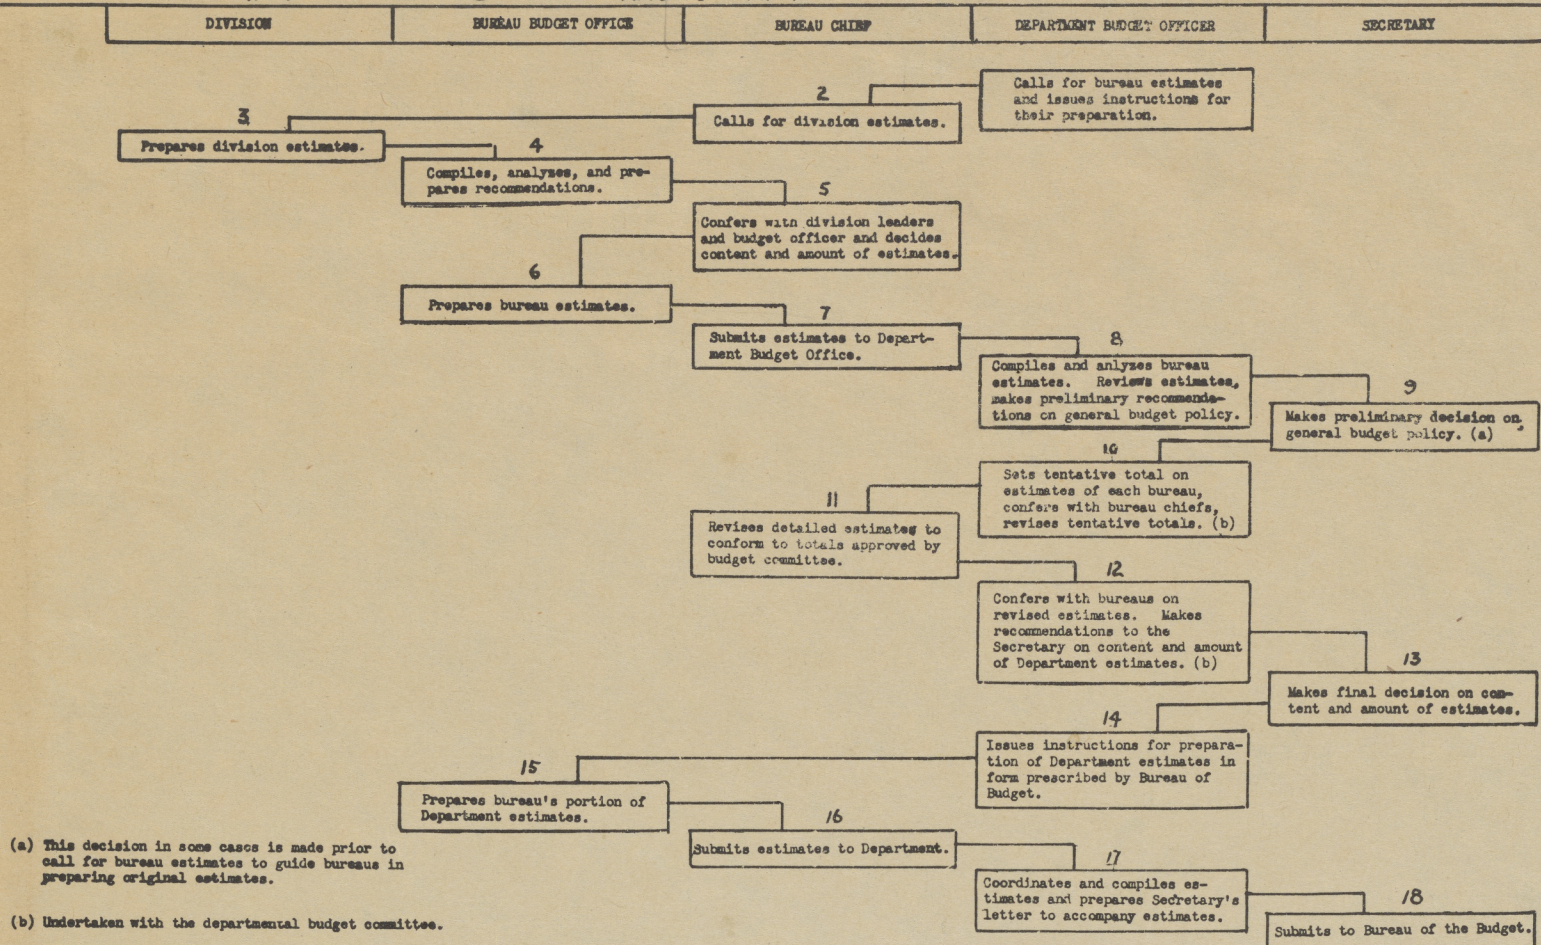 DIVISION
BUREAU BUDGET OFFICE
BUREAU CHIEF
DEPARTMENT BUDGET OFFICER
SECRETARY
Calls for bureau estimates
and issues instructions for
their preparation.
2
Calls for division estimates.
3
Prepares division estimates.
4
Compiles, analyzes, and pre-
pares recommendations.
5
Confers with division leaders
and budget officer and decides
content and amount of estimates.
6
Prepares bureau estimates.
7
Submits estimates to Depart-
ment Budget Office.
8
Compiles and anlyzes bureau
estimates. Reviews estimates,
makes preliminary recommenda-
tions on general budget policy.
9
Makes preliminary decision on
general budget policy. (a)
10
Sets tentative total on
estimates of each bureau,
confers with bureau chiefs,
revises tentative totals. (b)
11
Revises detailed estimates to
conform to totals approved by
budget committee.
12
Confers with bureaus on
revised estimates. Makes
recommendations to the
Secretary on content and amount
of Department estimates. (b)
13
Makes final decision on con-
tent and amount of estimates.
14
Issues instructions for prepara-
tion of Department estimates in
form prescribed by Bureau of
Budget.
15
Prepares bureau's portion of
Department estimates.
16
Submits estimates to Department.
17
Coordinates and compiles es-
timates and prepares Secretary's
letter to accompany estimates.
18
Submits to Bureau of the Budget.
(a) This decision in some cases is made prior to
call for bureau estimates to guide bureaus in
preparing original estimates.
(b) Undertaken with the departmental budget committee.